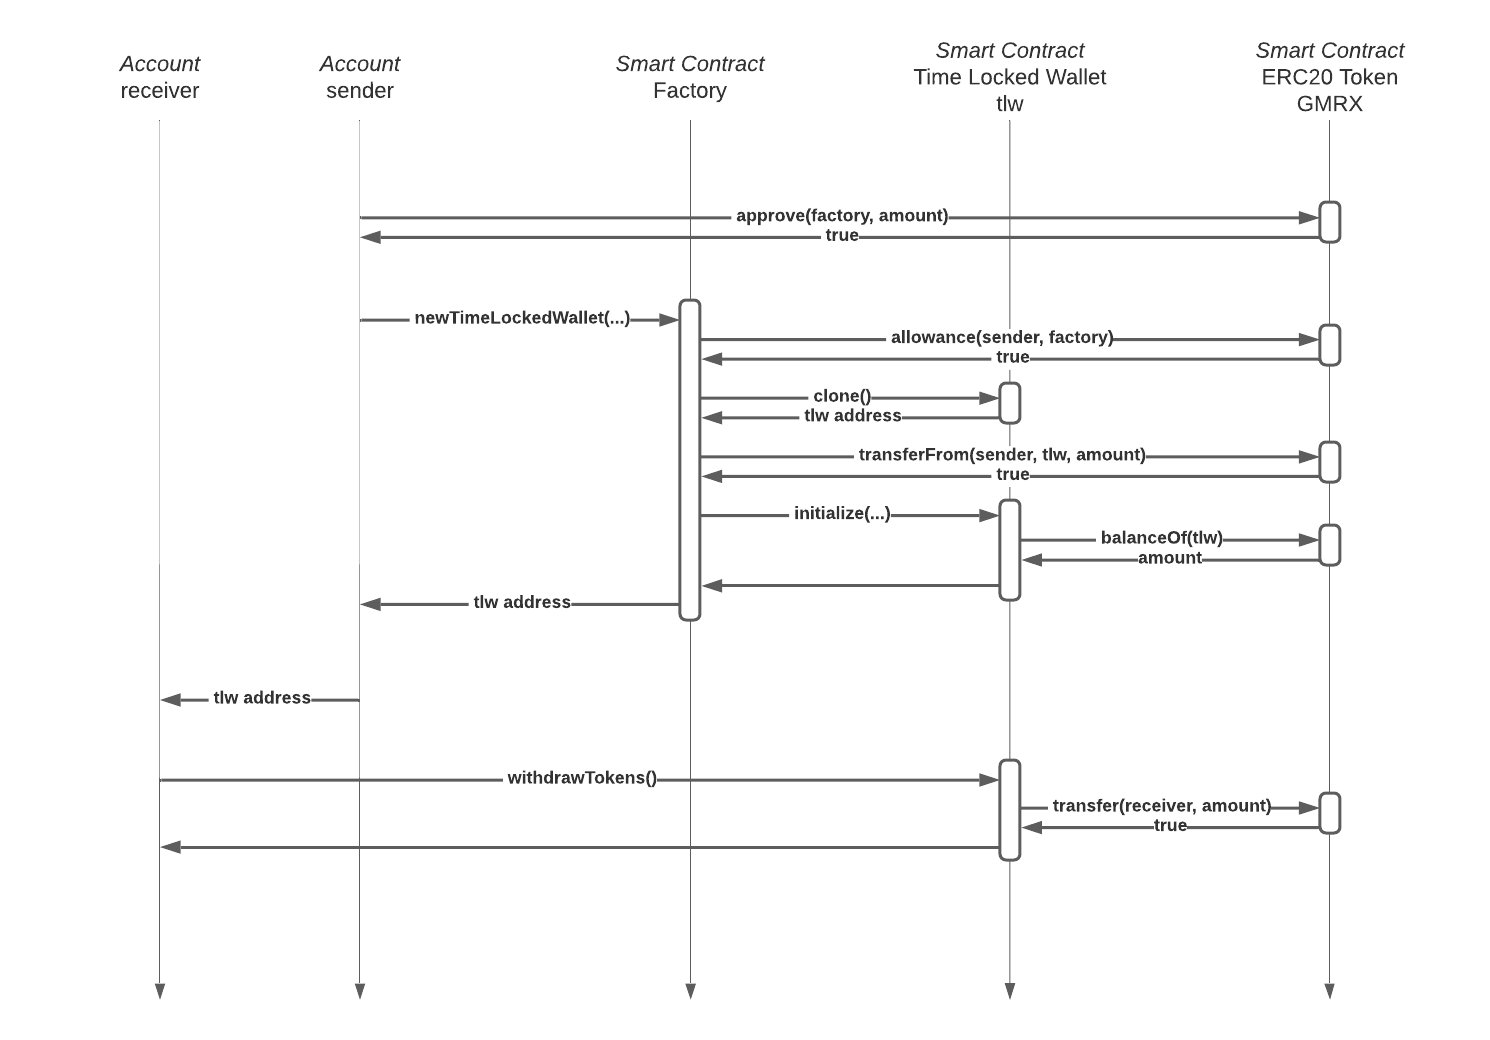 Account
receiver
Account
sender
Smart Contract
Factory
Smart Contract
Time Locked Wallet
tlw
Smart Contract
ERC20 Token
GMRX
approve(factory, amount)
true
newTimeLockedWallet(...)
allowance(sender, factory)
true
clone()
tlw address
transferFrom(sender, tlw, amount)
true
initialize(...)
balanceOf(tlw)
amount
tlw address
tlw address
withdrawTokens()
transfer(receiver, amount)
true